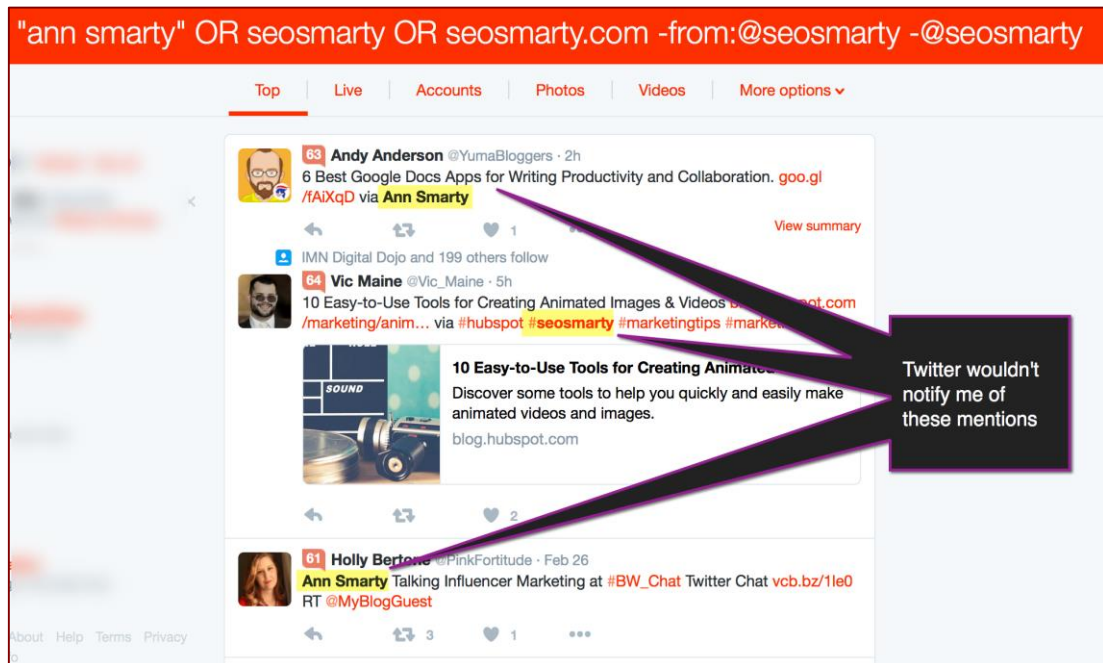 "ann smarty" OR seosmarty OR seosmarty.com -from:@seosmarty -@seosmarty
Top Live Accounts Photos Videos More options
63 Andy Anderson @YumaBloggers · 2h
6 Best Google Docs Apps for Writing Productivity and Collaboration. goo.gl
/fAiXqD via Ann Smarty
1
View summary
IMN Digital Dojo and 199 others follow
64 Vic Maine @Vic_Maine · 5h
10 Easy-to-Use Tools for Creating Animated Images & Videos
/marketing/anim… via #hubspot #seosmarty #marketingtips
SOUND
10 Easy-to-Use Tools for Creating
Discover some tools to help you quickly and easily make
animated videos and images.
blog.hubspot.com
2
Twitter wouldn't
notify me of
these mentions
61 Holly Bertone @PinkFortitude · Feb 26
Ann Smarty Talking Influencer Marketing at #BW_Chat Twitter Chat vcb.bz/1le0
RT @MyBlogGuest
3 1
About Help Terms Privacy